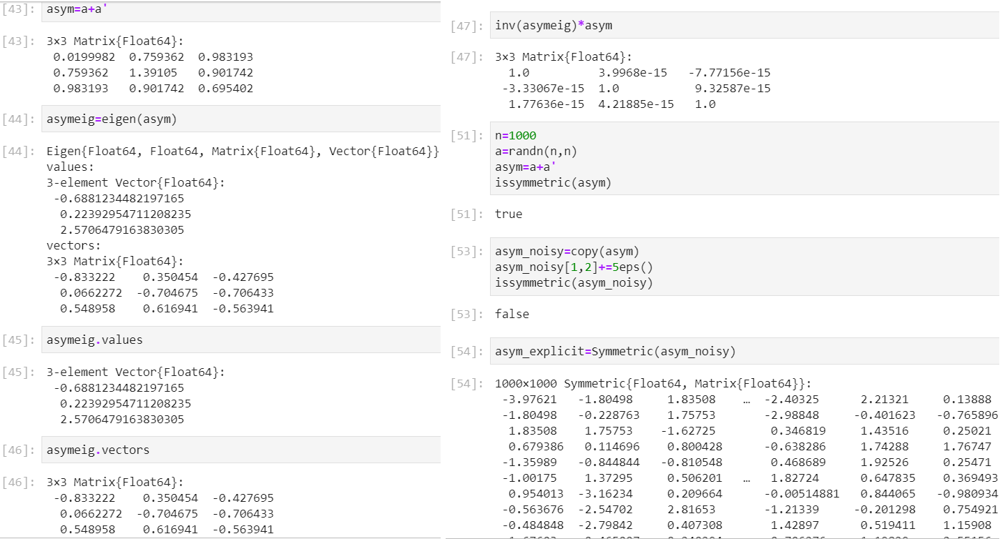 [43]: asym=a+a'
[43]: 3×3 Matrix{Float64}:
0.0199982 0.759362 0.983193
0.759362 1.39105 0.901742
0.983193 0.901742 0.695402
[44]: asymeig=eigen(asym)
[44]: Eigen{Float64, Float64, Matrix{Float64}, Vector{Float64}}
values:
3-element Vector{Float64}:
-0.6881234482197165
0.22392954711208235
2.5706479163830305
vectors:
3×3 Matrix{Float64}:
-0.833222 0.350454 -0.427695
0.0662272 -0.704675 -0.706433
0.548958 0.616941 -0.563941
[45]: asymeig.values
[45]: 3-element Vector{Float64}:
-0.6881234482197165
0.22392954711208235
2.5706479163830305
[46]: asymeig.vectors
[46]: 3×3 Matrix{Float64}:
-0.833222 0.350454 -0.427695
0.0662272 -0.704675 -0.706433
0.548958 0.616941 -0.563941
[47]: inv(asymeig)*asym
[47]: 3×3 Matrix{Float64}:
1.0 3.9968e-15 -7.77156e-15
-3.33067e-15 1.0 9.32587e-15
1.77636e-15 4.21885e-15 1.0
[51]: n=1000
a=randn(n,n)
asym=a+a'
issymmetric(asym)
[51]: true
[53]: asym_noisy=copy(asym)
asym_noisy[1,2]+=5eps()
issymmetric(asym_noisy)
[53]: false
[54]: asym_explicit=Symmetric(asym_noisy)
[54]: 1000×1000 Symmetric{Float64, Matrix{Float64}}:
-3.97621 -1.80498 1.83508 … -2.40325 2.21321 0.13888
-1.80498 -0.228763 1.75753 -2.98848 -0.401623 -0.765896
1.83508 1.75753 -1.62725 0.346819 1.43516 0.25021
0.679386 0.114696 0.800428 -0.638286 1.74288 1.76747
-1.35989 -0.844844 -0.810548 0.468689 1.92526 0.25471
-1.00175 1.37295 0.506201 … 1.82724 0.647835 0.369493
0.954013 -3.16234 0.209664 -0.00514881 0.844065 -0.980934
-0.563676 -2.54702 2.81653 -1.21339 -0.201298 0.754921
-0.484848 -2.79842 0.407308 1.42897 0.519411 1.15908